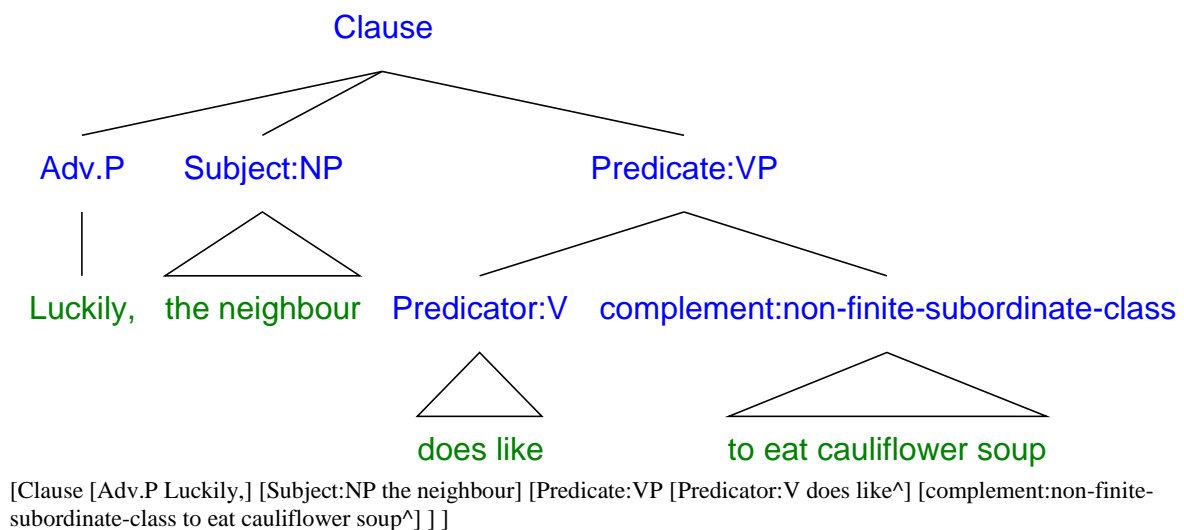 Clause
Adv.P Subject:NP Predicate:VP
Luckily, the neighbour Predicator:V complement:non-finite-subordinate-class
does like to eat cauliflower soup
[Clause [Adv.P Luckily,] [Subject:NP the neighbour] [Predicate:VP [Predicator:V does like^] [complement:non-finite-
subordinate-class to eat cauliflower soup^] ] ]